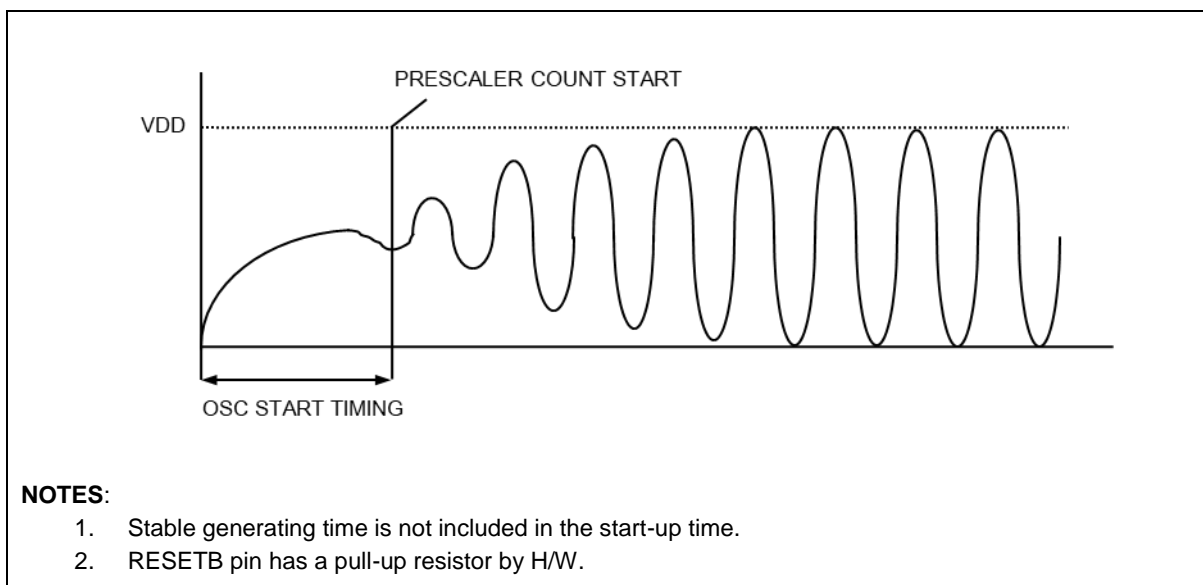 PRESCALER COUNT START
VDD
OSC START TIMING
NOTES:
1. Stable generating time is not included in the start-up time.
2. RESETB pin has a pull-up resistor by H/W.